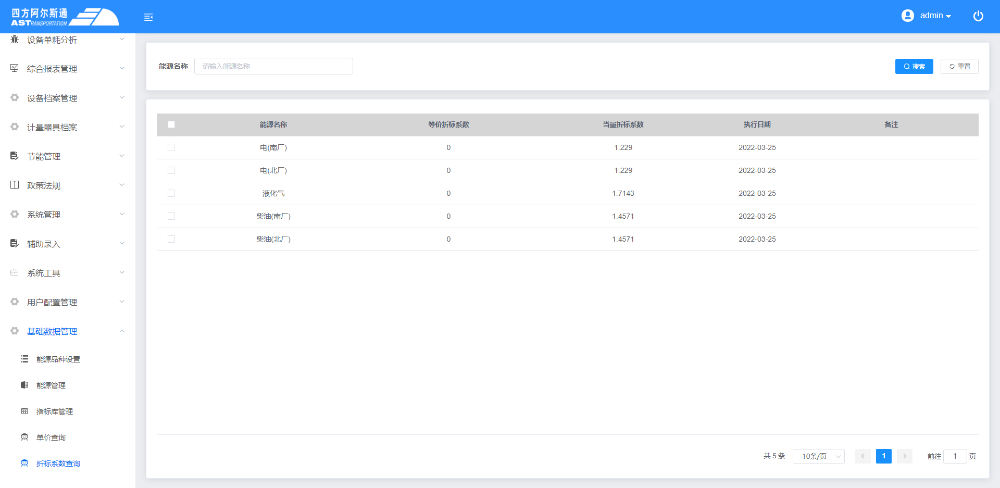 四方阿尔斯通
ASTRANSPORTATION
admin
设备单耗分析
综合报表管理
设备档案管理
计量器具档案
节能管理
政策法规
系统管理
辅助录入
系统工具
用户配置管理
基础数据管理
能源品种设置
能源管理
指标库管理
单价查询
折标系数查询
能源名称 请输入能源名称 搜索 重置
能源名称 等价折标系数 当量折标系数 执行日期 备注
电(南厂) 0 1.229 2022-03-25
电(北厂) 0 1.229 2022-03-25
液化气 0 1.7143 2022-03-25
柴油(南厂) 0 1.4571 2022-03-25
柴油(北厂) 0 1.4571 2022-03-25
共 5 条 10条/页 1 前往 1 页